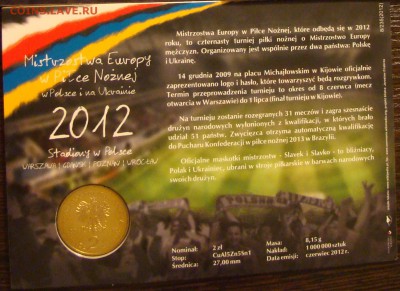 COINS.SU/LAVE.RU
Mistrzostwa Europy
w Piłce Nożnej
w Polsce i na Ukrainie
2012
Stadiony w Polsce
WARSZAWA | GDAŃSK | POZNAŃ | WROCŁAW
Mistrzostwa Europy w Piłce Nożnej, które odbędą się w 2012
roku, to czternasty turniej piłki nożnej o Mistrzostwo Europy
mężczyzn. Organizowany jest wspólnie przez dwa państwa: Polskę
i Ukrainę.
14 grudnia 2009 na placu Michajłowskim w Kijowie oficjalnie
zaprezentowano logo i hasło, które towarzyszyć będą rozgrywkom.
Termin przeprowadzenia turnieju to okres od 8 czerwca (mecz
otwarcia w Warszawie) do 1 lipca (finał turnieju w Kijowie).
Na turnieju zostanie rozegranych 31 meczów i zagra szesnaście
drużyn narodowych wyłonionych z kwalifikacji, w których brało
udział 51 państw. Zwycięzca otrzyma automatyczną kwalifikację
do Pucharu Konfederacji w piłce nożnej 2013 w Brazylii.
Oficjalne maskotki mistrzostw - Slavek i Slavko - to bliźniacy,
Polak i Ukrainiec, ubrani w stroje piłkarskie w barwach narodowych
swoich drużyn.
POLSKA
Nominał: 2 zł
Stop: CuAl5Zn5Sn1
Średnica: 27,00 mm
Masa: 8,15 g
Nakład: 1 000 000 sztuk
Data emisji: czerwiec 2012 r.